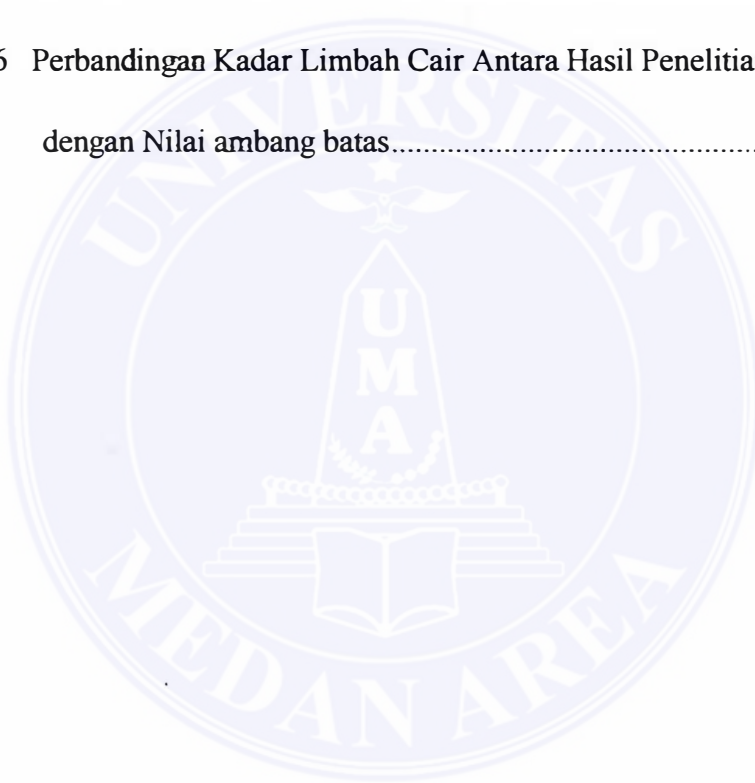 6 Perbandingan Kadar Limbah Cair Antara Hasil Penelitia
dengan Nilai ambang batas..........................................
UNIVERSITAS
U
M
A
MEDAN AREA